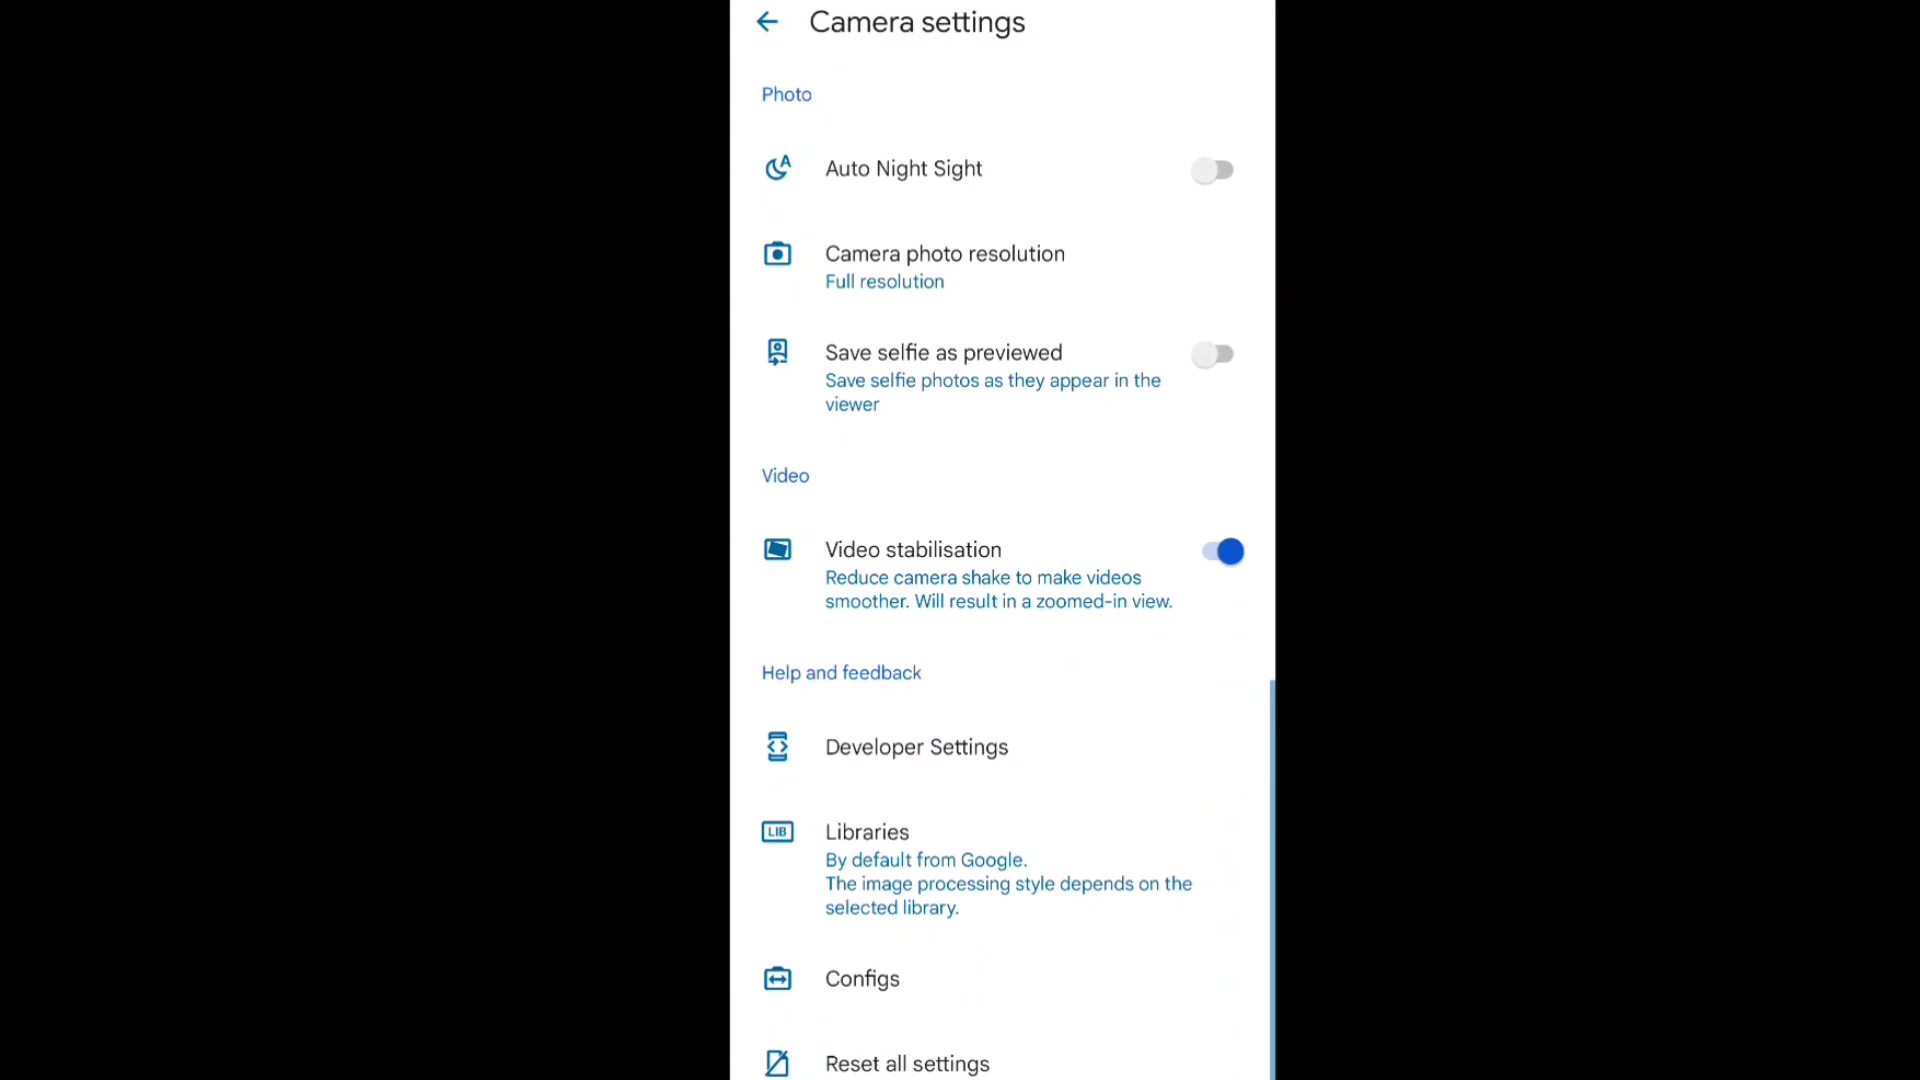 Camera settings
Photo
Auto Night Sight
Camera photo resolution
Full resolution
Save selfie as previewed
Save selfie photos as they appear in the
viewer
Video
Video stabilisation
Reduce camera shake to make videos
smoother. Will result in a zoomed-in view.
Help and feedback
Developer Settings
LIB
Libraries
By default from Google.
The image processing style depends on the
selected library.
Configs
Reset all settings